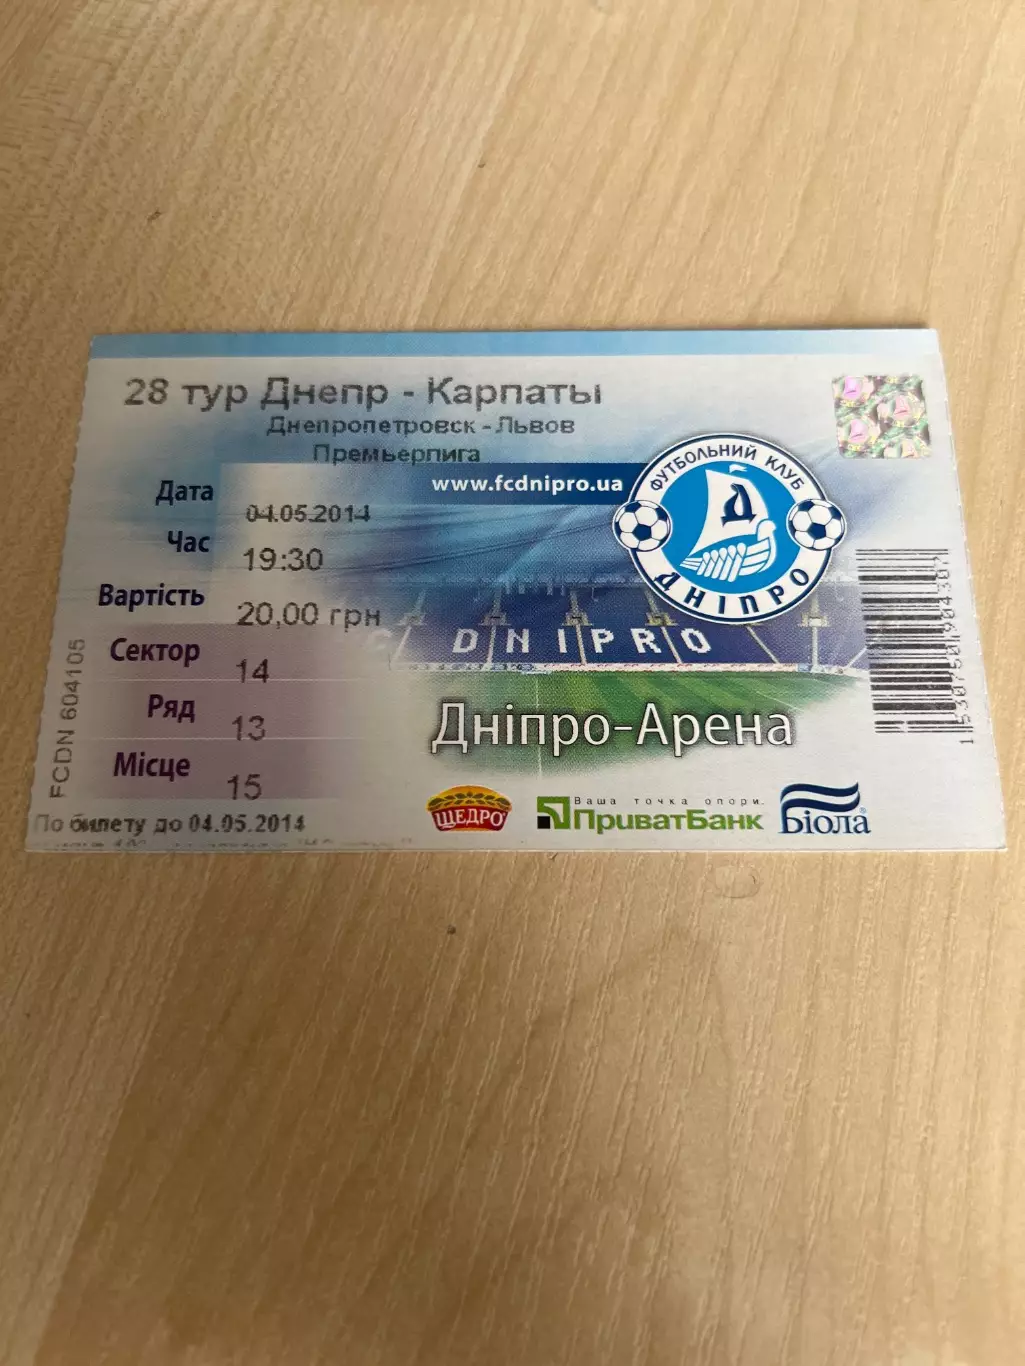 28 тур Днепр - Карпаты
Днепропетровск - Львов
Премьерлига
www.fcdnipro.ua
ФУТБОЛЬНИЙ КЛУБ
Д
ДНІПРО
Дата 04.05.2014
Час 19:30
Вартість 20,00 грн
Сектор 14
Ряд 13
Місце 15
DNIPRO
Дніпро-Арена
FCDN 604105
По билету до 04.05.2014
ЩЕДРО
Ваша точка опори.
ПриватБанк
Біола®